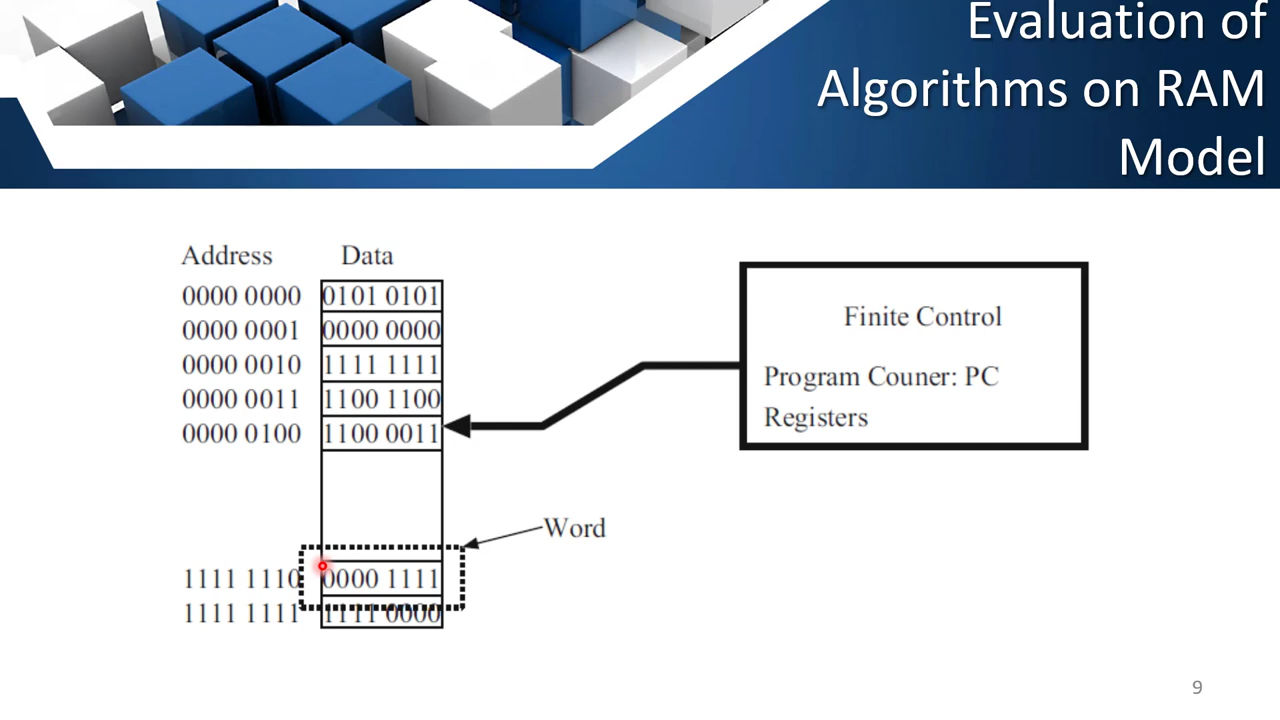 Evaluation of
Algorithms on RAM
Model
Address Data
0000 0000 0101 0101
0000 0001 0000 0000
0000 0010 1111 1111
0000 0011 1100 1100
0000 0100 1100 0011
Finite Control
Program Couner: PC
Registers
Word
1111 1110 0000 1111
1111 1111 1111 0000
9